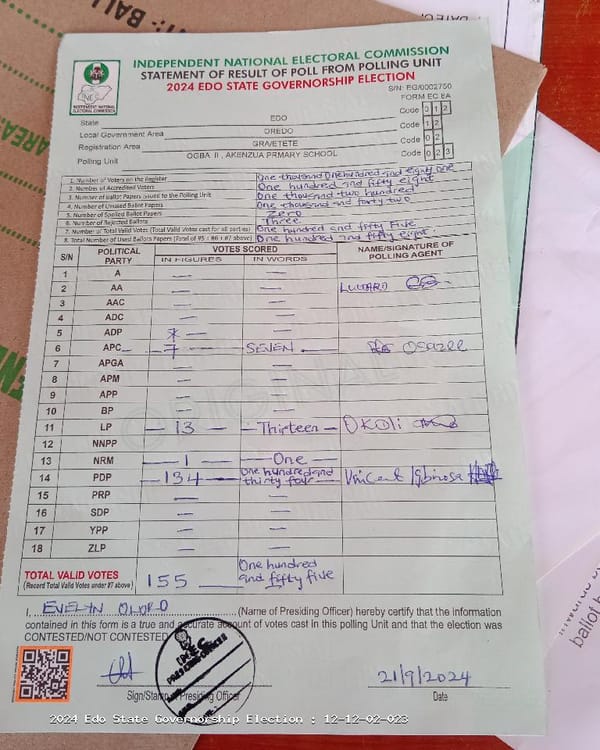 INDEPENDENT NATIONAL ELECTORAL COMMISSION
STATEMENT OF RESULT OF POLL FROM POLLING UNIT
2024 EDO STATE GOVERNORSHIP ELECTION
S/N: EG/0002750
FORM EC 8A
INDEPENDENT NATIONAL ELECTORAL COMMISSION
State EDO Code 0 1 2
Local Government Area OREDO Code 1 2
Registration Area GRA/ETETE Code 0 2
Polling Unit OGBA II , AKENZUA PRMARY SCHOOL Code 0 2 3
1. Number of Voters on the Register One thousand One hundred and eighty one
2. Number of Accredited Voters One hundred and fifty eight
3. Number of Ballot Papers issued to the Polling Unit One thousand two hundred
4. Number of Unused Ballot Papers One thousand and forty two
5. Number of Spoiled Ballot Papers Zero
6. Number of Rejected Ballots Three
7. Number of Total Valid Votes (Total Valid Votes cast for all parties) One hundred and fifty five
8. Total Number of Used Ballots Papers (Total of #5 + #6 + #7 above) One hundred and fifty eight.
S/N POLITICAL PARTY VOTES SCORED NAME/SIGNATURE OF POLLING AGENT
IN FIGURES IN WORDS
1 A — —
2 AA — —
3 AAC — —
4 ADC — —
5 ADP — —
6 APC 7 SEVEN — Osazee
7 APGA — —
8 APM — —
9 APP — —
10 BP — —
11 LP — 13 — — Thirteen — OKOli
12 NNPP — —
13 NRM — 1 — — One —
14 PDP — 134 — One hundred and thirty four — Vincent
15 PRP — —
16 SDP — —
17 YPP — —
18 ZLP — —
TOTAL VALID VOTES 155 One hundred and fifty five
(Record Total Valid Votes under #7 above)
I, EVELYN (Name of Presiding Officer) hereby certify that the information
contained in this form is a true and accurate account of votes cast in this polling Unit and that the election was
CONTESTED/NOT CONTESTED
INEC
PRESIDING OFFICER
21/9/2024
Sign/Stamp of Presiding Officer Date
2024 Edo State Governorship Election : 12-12-02-023
ballot